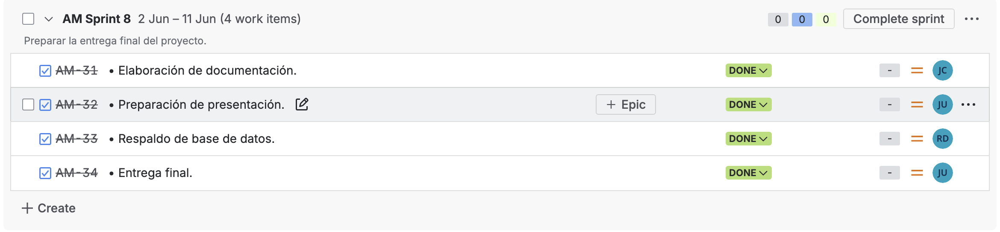 AM Sprint 8 2 Jun – 11 Jun (4 work items) 0 0 0 Complete sprint
Preparar la entrega final del proyecto.
AM-31 • Elaboración de documentación. DONE - JC
AM-32 • Preparación de presentación. + Epic DONE - JU
AM-33 • Respaldo de base de datos. DONE - RD
AM-34 • Entrega final. DONE - JU
+ Create